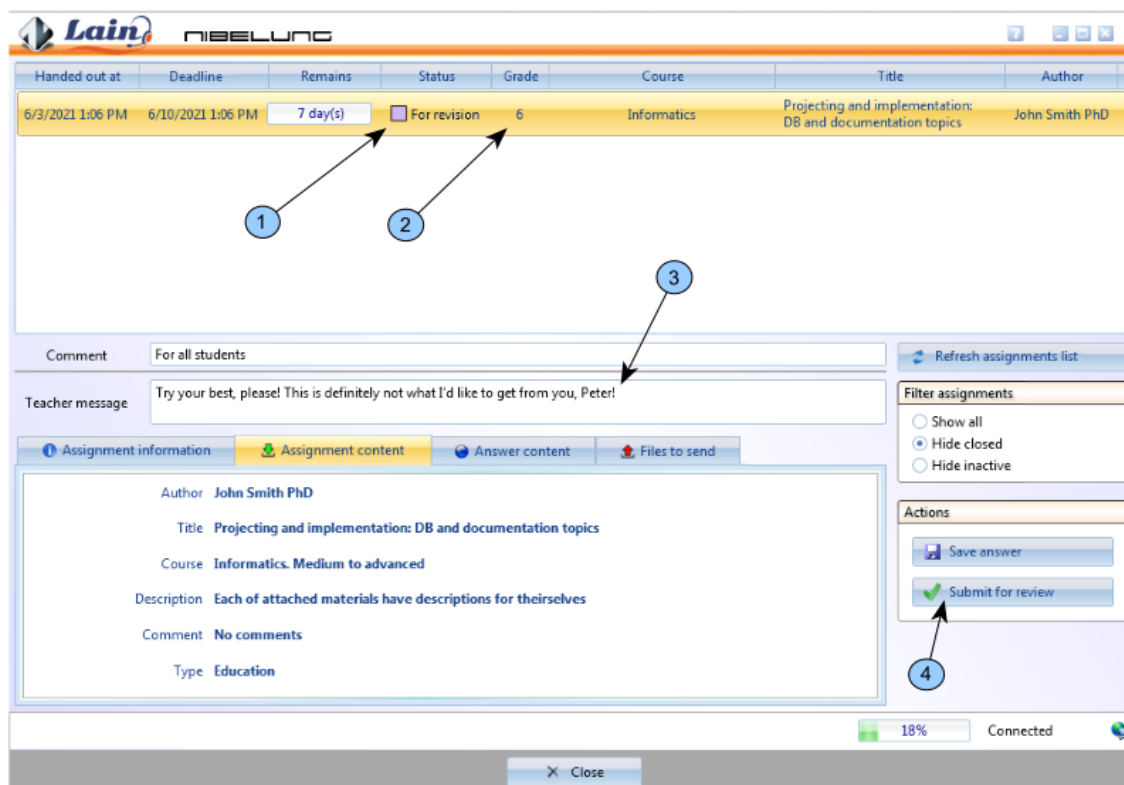 Lain NIBELUNG ?
Handed out at Deadline Remains Status Grade Course Title Author
6/3/2021 1:06 PM 6/10/2021 1:06 PM 7 day(s) For revision 6 Informatics Projecting and implementation: John Smith PhD
DB and documentation topics
1
2
3
Comment For all students
Refresh assignments list
Teacher message Try your best, please! This is definitely not what I'd like to get from you, Peter!
Filter assignments
Show all
Hide closed
Hide inactive
Assignment information Assignment content Answer content Files to send
Author John Smith PhD
Title Projecting and implementation: DB and documentation topics
Course Informatics. Medium to advanced
Description Each of attached materials have descriptions for theirselves
Comment No comments
Type Education
Actions
Save answer
Submit for review
4
18% Connected
Close